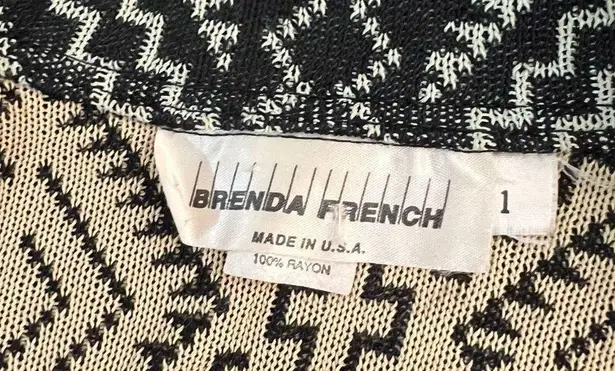 BRENDA FRENCH 1
MADE IN U.S.A.
100% RAYON